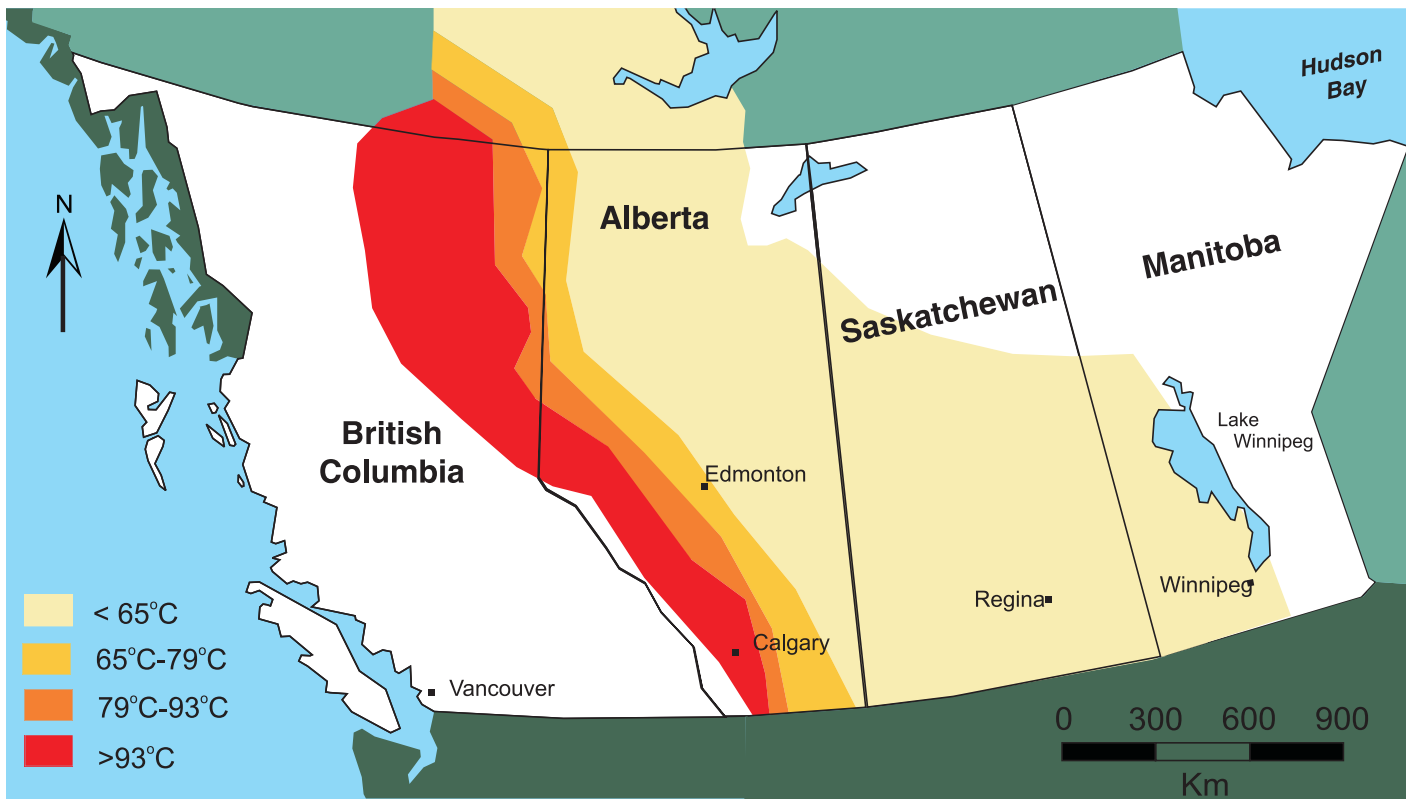 Hudson
Bay
N
Alberta
Manitoba
Saskatchewan
British
Columbia
Lake
Winnipeg
Edmonton
Regina
Winnipeg
Calgary
Vancouver
< 65°C
65°C-79°C
79°C-93°C
>93°C
0 300 600 900
Km